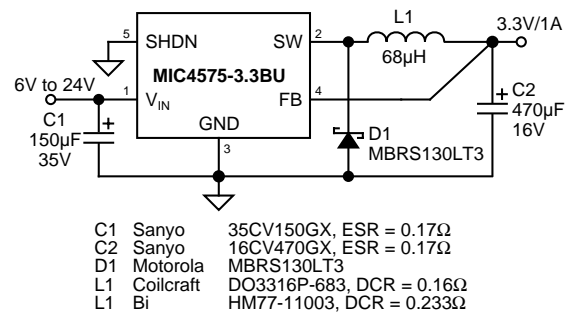 L1
3.3V/1A
5
SHDN
SW
2
68µH
MIC4575-3.3BU
6V to 24V
1
VIN
FB
4
C2
470µF
16V
C1
150µF
35V
GND
3
D1
MBRS130LT3
C1 Sanyo 35CV150GX, ESR = 0.17Ω
C2 Sanyo 16CV470GX, ESR = 0.17Ω
D1 Motorola MBRS130LT3
L1 Coilcraft DO3316P-683, DCR = 0.16Ω
L1 Bi HM77-11003, DCR = 0.233Ω